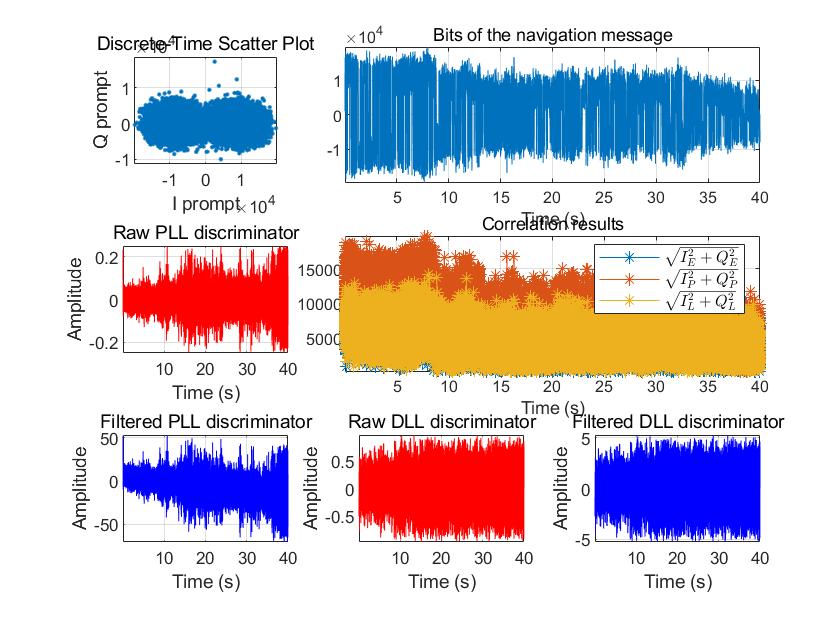 Discrete-Time Scatter Plot
×10^4
Q prompt
1
0
-1
-1
0
1
I prompt
×10^4
Bits of the navigation message
×10^4
1
0
-1
5 10 15 20 25 30 35 40
Time (s)
Raw PLL discriminator
Amplitude
0.2
0
-0.2
10 20 30 40
Time (s)
Correlation results
15000
10000
5000
√I_E^2 + Q_E^2
√I_P^2 + Q_P^2
√I_L^2 + Q_L^2
5 10 15 20 25 30 35 40
Time (s)
Filtered PLL discriminator
Amplitude
50
0
-50
10 20 30 40
Time (s)
Raw DLL discriminator
Amplitude
0.5
0
-0.5
10 20 30 40
Time (s)
Filtered DLL discriminator
Amplitude
5
0
-5
10 20 30 40
Time (s)